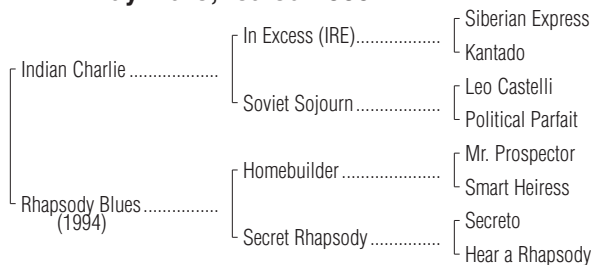 Siberian Express
In Excess (IRE)...................
Kantado
Indian Charlie ....................
Leo Castelli
Soviet Sojourn ...................
Political Parfait
Mr. Prospector
Homebuilder......................
Smart Heiress
Rhapsody Blues.................
(1994)
Secreto
Secret Rhapsody...............
Hear a Rhapsody